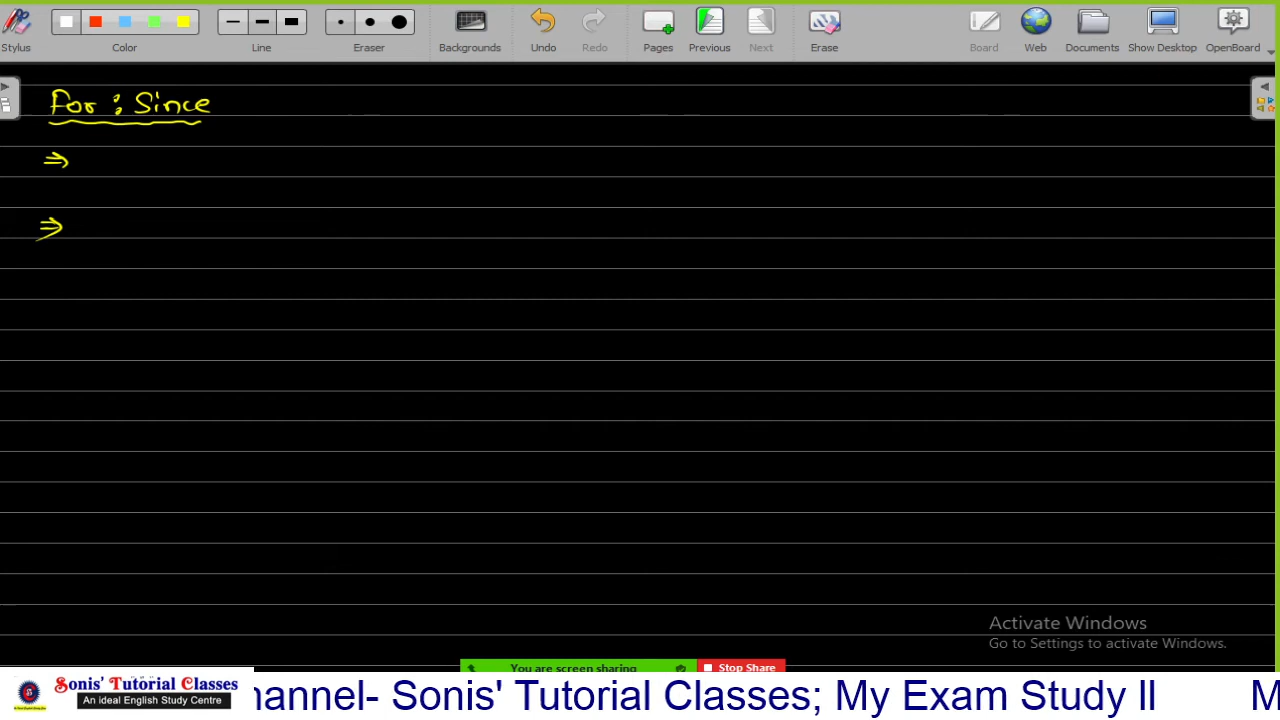 Stylus Color Line Eraser Backgrounds Undo Redo Pages Previous Next Erase Board Web Documents Show Desktop OpenBoard
For : Since
⇒
⇒
Activate Windows
Go to Settings to activate Windows.
You are screen sharing Stop Share
Sonis' Tutorial Classes
An ideal English Study Centre
hannel- Sonis' Tutorial Classes; My Exam Study ll M